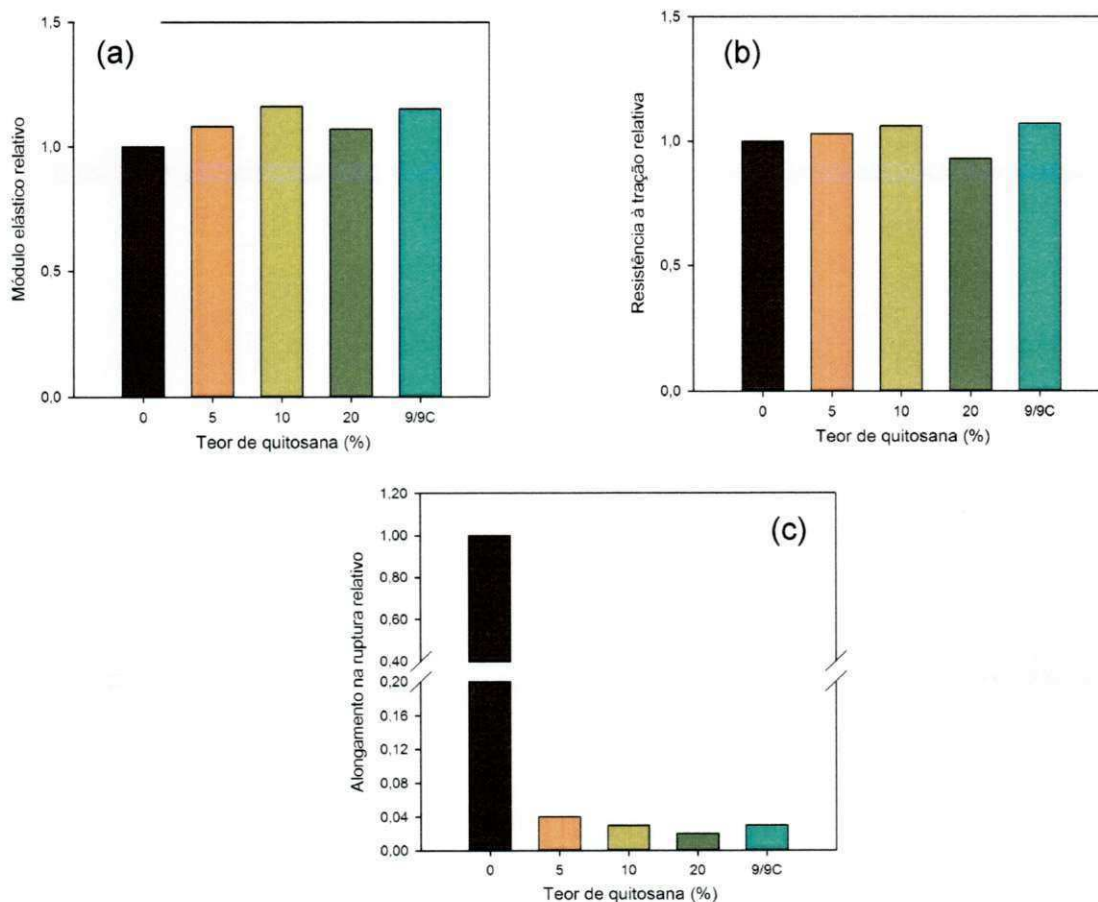 (a)
Módulo elástico relativo
1,5
1,0
0,5
0,0
0 5 10 20 9/9C
Teor de quitosana (%)
(b)
Resistência à tração relativa
1,5
1,0
0,5
0,0
0 5 10 20 9/9C
Teor de quitosana (%)
(c)
Alongamento na ruptura relativo
1,20
1,00
0,80
0,60
0,40
0,20
0,16
0,12
0,08
0,04
0,00
0 5 10 20 9/9C
Teor de quitosana (%)